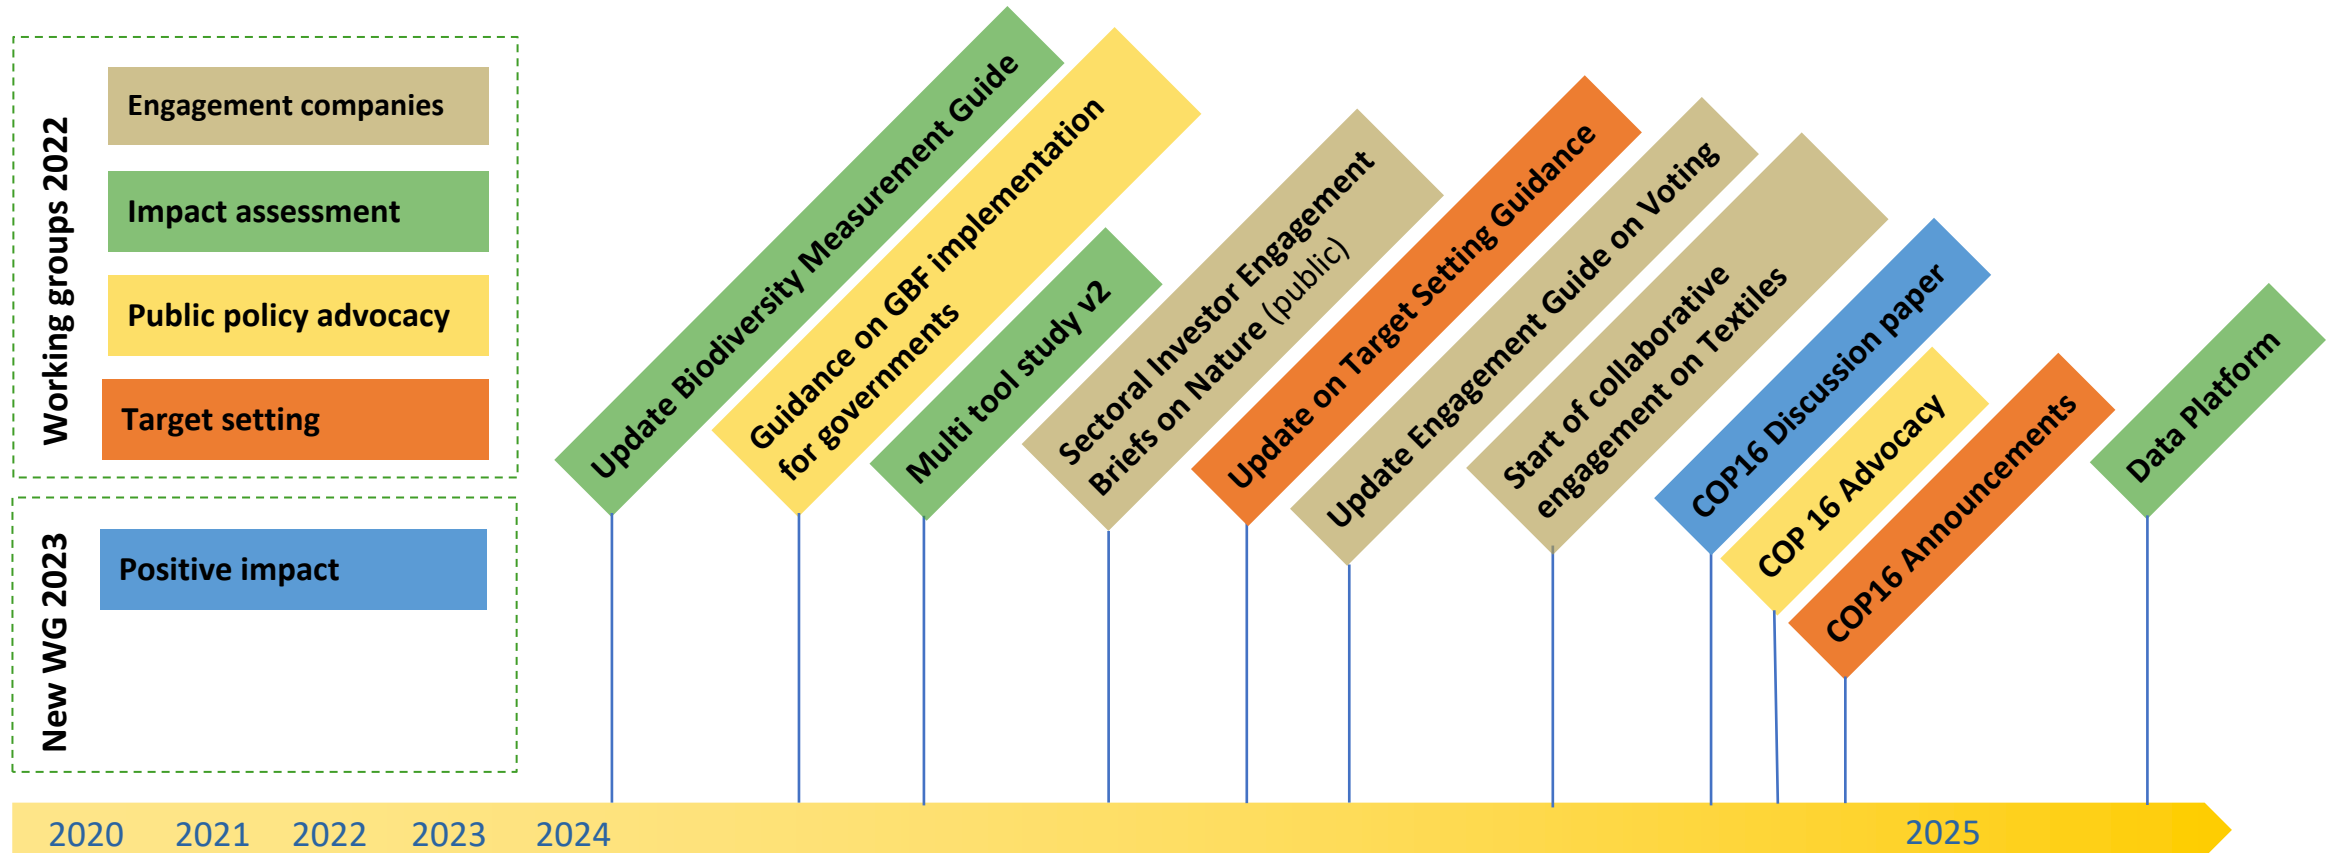 Working groups 2022
Engagement companies
Impact assessment
Public policy advocacy
Target setting
New WG 2023
Positive impact
Update Biodiversity Measurement Guide
Guidance on GBF implementation
for governments
Multi tool study v2
Sectoral Investor Engagement
Briefs on Nature (public)
Update on Target Setting Guidance
Update Engagement Guide on Voting
Start of collaborative
engagement on Textiles
COP16 Discussion paper
COP 16 Advocacy
COP16 Announcements
Data Platform
2020 2021 2022 2023 2024 2025